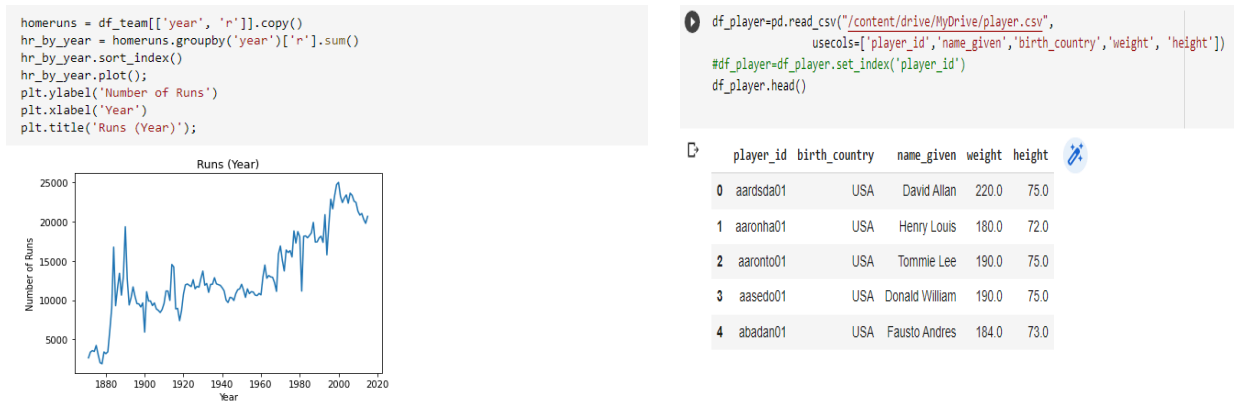 homeruns = df_team[['year', 'r']].copy()
hr_by_year = homeruns.groupby('year')['r'].sum()
hr_by_year.sort_index()
hr_by_year.plot();
plt.ylabel('Number of Runs')
plt.xlabel('Year')
plt.title('Runs (Year)');
Runs (Year)
25000
20000
15000
10000
5000
Number of Runs
1880 1900 1920 1940 1960 1980 2000 2020
Year
df_player=pd.read_csv("/content/drive/MyDrive/player.csv",
usecols=['player_id','name_given','birth_country','weight', 'height'])
#df_player=df_player.set_index('player_id')
df_player.head()
player_id birth_country name_given weight height
0 aardsda01 USA David Allan 220.0 75.0
1 aaronha01 USA Henry Louis 180.0 72.0
2 aaronto01 USA Tommie Lee 190.0 75.0
3 aasedo01 USA Donald William 190.0 75.0
4 abadan01 USA Fausto Andres 184.0 73.0